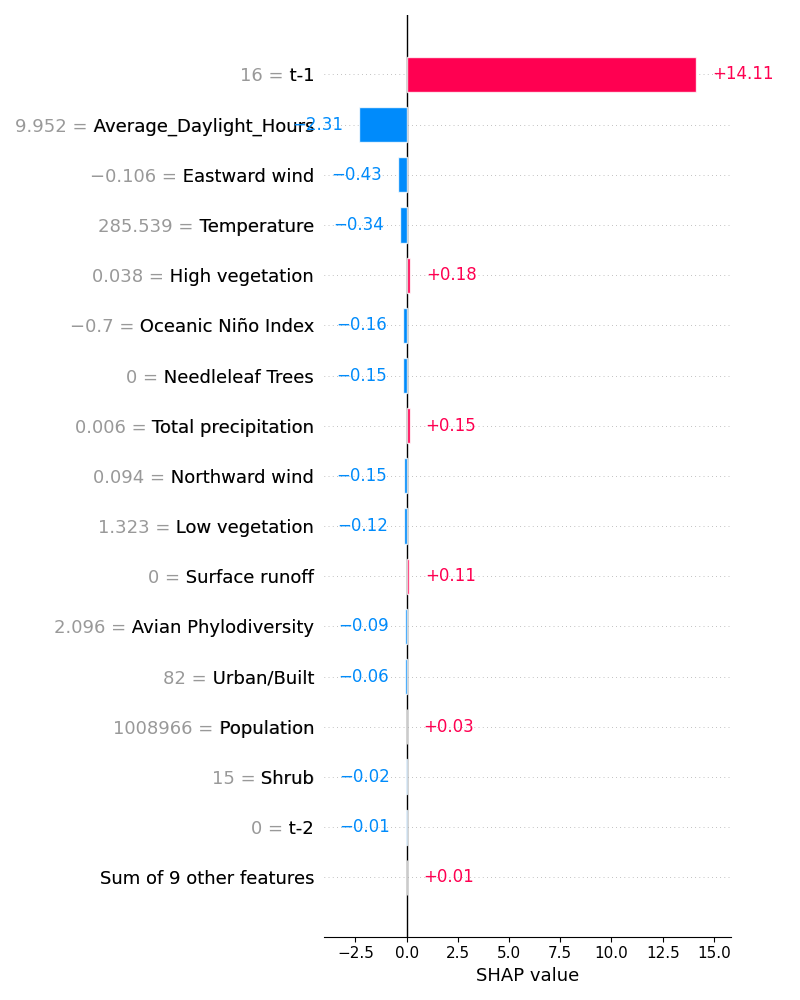 16 = t-1 +14.11
9.952 = Average_Daylight_Hours −2.31
−0.106 = Eastward wind −0.43
285.539 = Temperature −0.34
0.038 = High vegetation +0.18
−0.7 = Oceanic Niño Index −0.16
0 = Needleleaf Trees −0.15
0.006 = Total precipitation +0.15
0.094 = Northward wind −0.15
1.323 = Low vegetation −0.12
0 = Surface runoff +0.11
2.096 = Avian Phylodiversity −0.09
82 = Urban/Built −0.06
1008966 = Population +0.03
15 = Shrub −0.02
0 = t-2 −0.01
Sum of 9 other features +0.01
−2.5 0.0 2.5 5.0 7.5 10.0 12.5 15.0
SHAP value